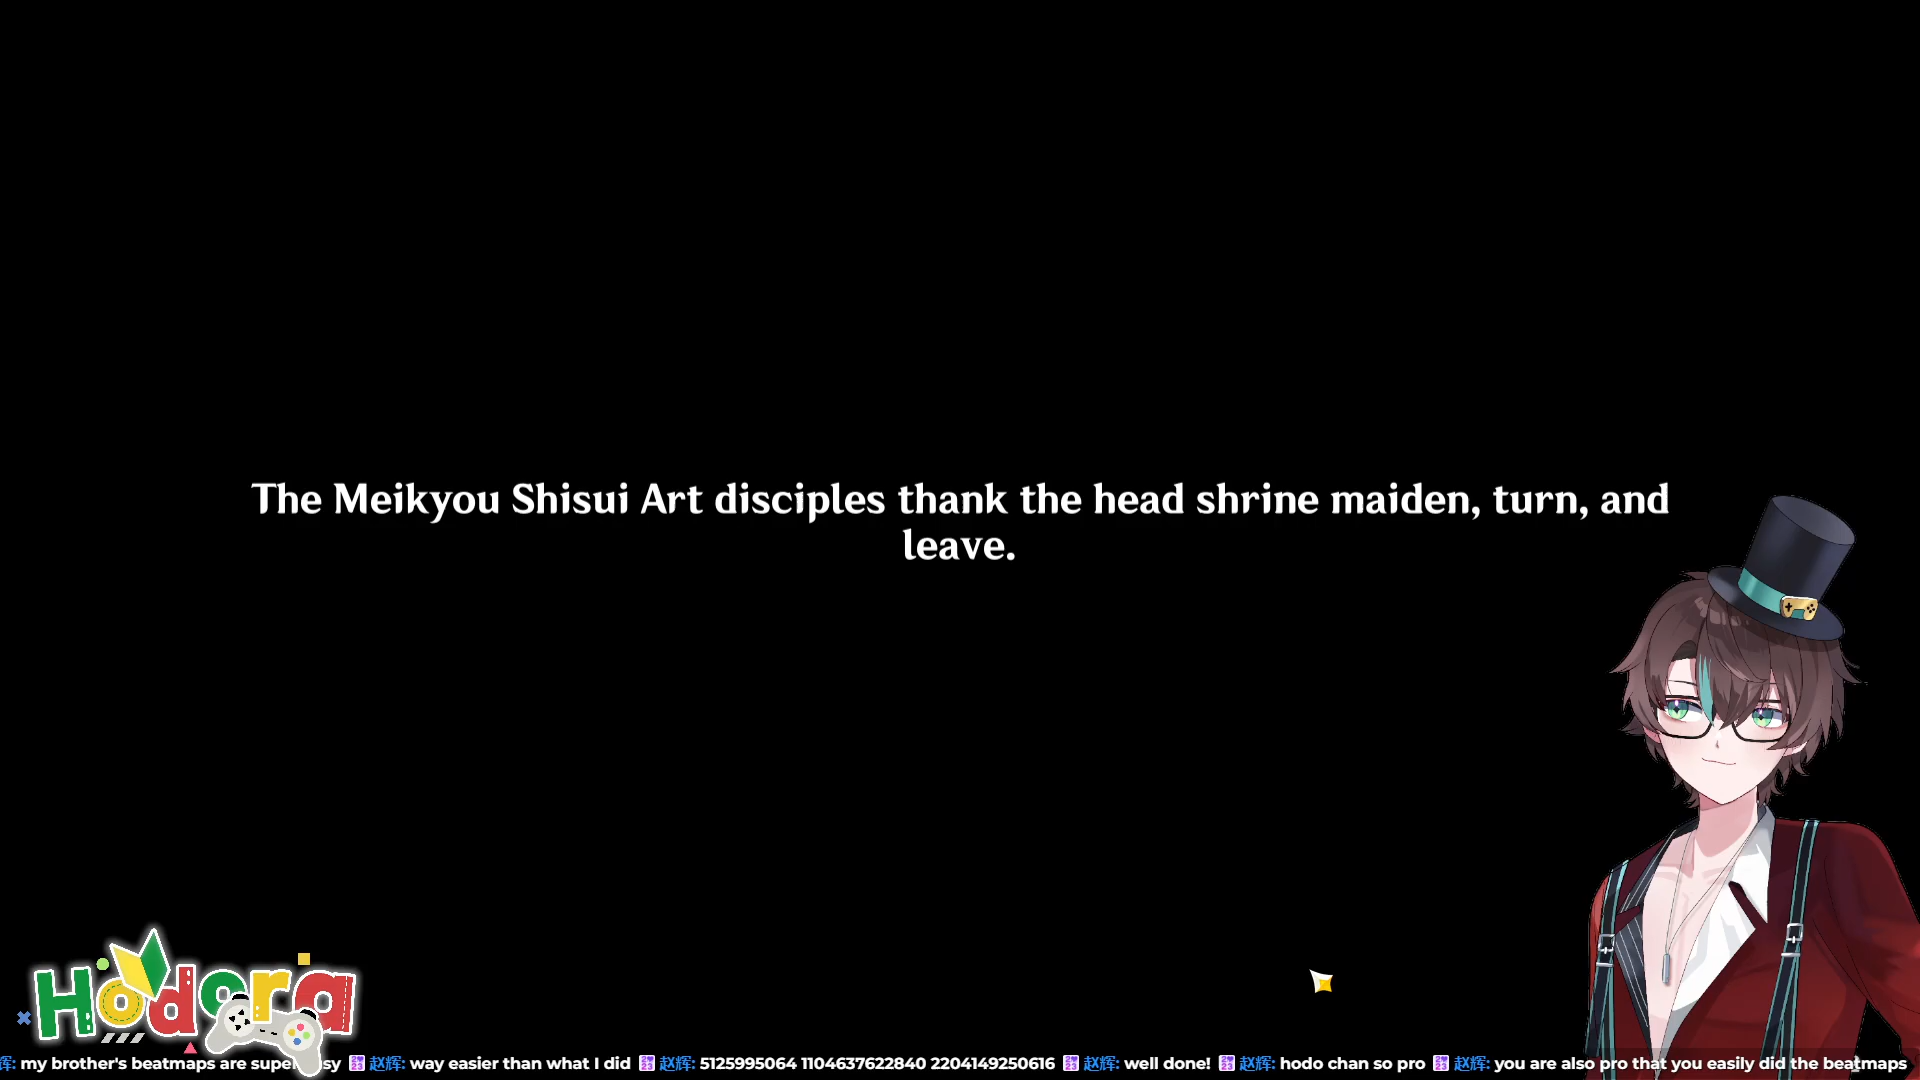 The Meikyou Shisui Art disciples thank the head shrine maiden, turn, and
leave.
Hodora
辉: my brother's beatmaps are super sy 赵辉: way easier than what I did 赵辉: 5125995064 1104637622840 2204149250616 赵辉: well done! 赵辉: hodo chan so pro 赵辉: you are also pro that you easily did the beatmaps